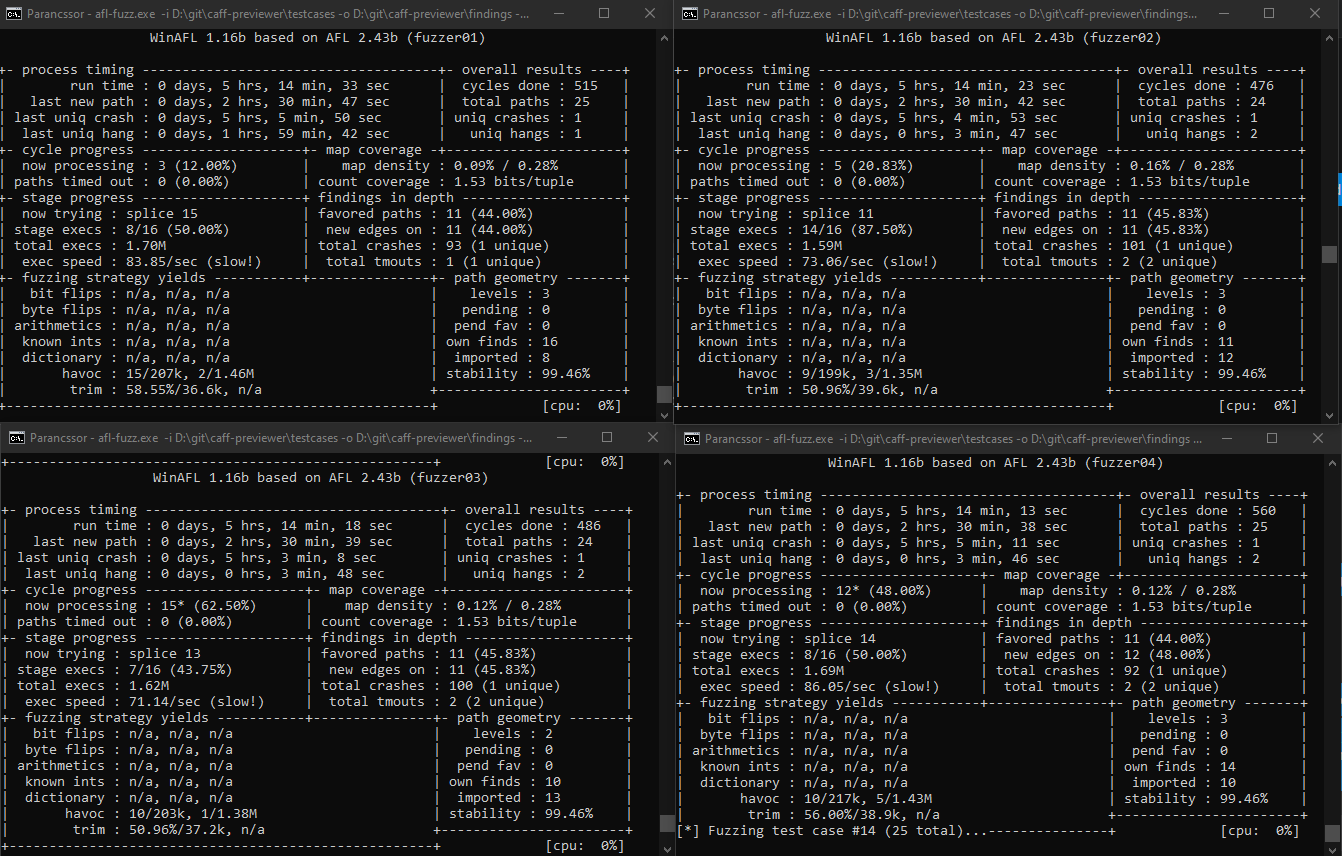 Parancssor - afl-fuzz.exe -i D:\git\caff-previewer\testcases -o D:\git\caff-previewer\findings -...
WinAFL 1.16b based on AFL 2.43b (fuzzer01)
+- process timing -------------------------------------+- overall results ----+
|        run time : 0 days, 5 hrs, 14 min, 33 sec      |  cycles done : 515   |
|   last new path : 0 days, 2 hrs, 30 min, 47 sec      |  total paths : 25    |
| last uniq crash : 0 days, 5 hrs, 5 min, 50 sec       | uniq crashes : 1     |
|  last uniq hang : 0 days, 1 hrs, 59 min, 42 sec      |   uniq hangs : 1     |
+- cycle progress --------------------+- map coverage -+----------------------+
|  now processing : 3 (12.00%)        |    map density : 0.09% / 0.28%        |
| paths timed out : 0 (0.00%)         | count coverage : 1.53 bits/tuple      |
+- stage progress --------------------+ findings in depth --------------------+
|  now trying : splice 15             | favored paths : 11 (44.00%)           |
| stage execs : 8/16 (50.00%)         |  new edges on : 11 (44.00%)           |
| total execs : 1.70M                 | total crashes : 93 (1 unique)         |
|  exec speed : 83.85/sec (slow!)     |  total tmouts : 1 (1 unique)          |
+- fuzzing strategy yields -----------+---------------+- path geometry -------+
|   bit flips : n/a, n/a, n/a                         |    levels : 3         |
|  byte flips : n/a, n/a, n/a                         |   pending : 0         |
| arithmetics : n/a, n/a, n/a                         |  pend fav : 0         |
|  known ints : n/a, n/a, n/a                         | own finds : 16        |
|  dictionary : n/a, n/a, n/a                         |  imported : 8         |
|       havoc : 15/207k, 2/1.46M                      | stability : 99.46%    |
|        trim : 58.55%/36.6k, n/a                     +-----------------------+
+-----------------------------------------------------+            [cpu:  0%]
Parancssor - afl-fuzz.exe -i D:\git\caff-previewer\testcases -o D:\git\caff-previewer\findings...
WinAFL 1.16b based on AFL 2.43b (fuzzer02)
+- process timing -------------------------------------+- overall results ----+
|        run time : 0 days, 5 hrs, 14 min, 23 sec      |  cycles done : 476   |
|   last new path : 0 days, 2 hrs, 30 min, 42 sec      |  total paths : 24    |
| last uniq crash : 0 days, 5 hrs, 4 min, 53 sec       | uniq crashes : 1     |
|  last uniq hang : 0 days, 0 hrs, 3 min, 47 sec       |   uniq hangs : 2     |
+- cycle progress --------------------+- map coverage -+----------------------+
|  now processing : 5 (20.83%)        |    map density : 0.16% / 0.28%        |
| paths timed out : 0 (0.00%)         | count coverage : 1.53 bits/tuple      |
+- stage progress --------------------+ findings in depth --------------------+
|  now trying : splice 11             | favored paths : 11 (45.83%)           |
| stage execs : 14/16 (87.50%)        |  new edges on : 11 (45.83%)           |
| total execs : 1.59M                 | total crashes : 101 (1 unique)        |
|  exec speed : 73.06/sec (slow!)     |  total tmouts : 2 (2 unique)          |
+- fuzzing strategy yields -----------+---------------+- path geometry -------+
|   bit flips : n/a, n/a, n/a                         |    levels : 3         |
|  byte flips : n/a, n/a, n/a                         |   pending : 0         |
| arithmetics : n/a, n/a, n/a                         |  pend fav : 0         |
|  known ints : n/a, n/a, n/a                         | own finds : 11        |
|  dictionary : n/a, n/a, n/a                         |  imported : 12        |
|       havoc : 9/199k, 3/1.35M                       | stability : 99.46%    |
|        trim : 50.96%/39.6k, n/a                     +-----------------------+
+-----------------------------------------------------+            [cpu:  0%]
Parancssor - afl-fuzz.exe -i D:\git\caff-previewer\testcases -o D:\git\caff-previewer\findings -...
+-----------------------------------------------------+            [cpu:  0%]
WinAFL 1.16b based on AFL 2.43b (fuzzer03)
+- process timing -------------------------------------+- overall results ----+
|        run time : 0 days, 5 hrs, 14 min, 18 sec      |  cycles done : 486   |
|   last new path : 0 days, 2 hrs, 30 min, 39 sec      |  total paths : 24    |
| last uniq crash : 0 days, 5 hrs, 3 min, 8 sec        | uniq crashes : 1     |
|  last uniq hang : 0 days, 0 hrs, 3 min, 48 sec       |   uniq hangs : 2     |
+- cycle progress --------------------+- map coverage -+----------------------+
|  now processing : 15* (62.50%)      |    map density : 0.12% / 0.28%        |
| paths timed out : 0 (0.00%)         | count coverage : 1.53 bits/tuple      |
+- stage progress --------------------+ findings in depth --------------------+
|  now trying : splice 13             | favored paths : 11 (45.83%)           |
| stage execs : 7/16 (43.75%)         |  new edges on : 11 (45.83%)           |
| total execs : 1.62M                 | total crashes : 100 (1 unique)        |
|  exec speed : 71.14/sec (slow!)     |  total tmouts : 2 (2 unique)          |
+- fuzzing strategy yields -----------+---------------+- path geometry -------+
|   bit flips : n/a, n/a, n/a                         |    levels : 2         |
|  byte flips : n/a, n/a, n/a                         |   pending : 0         |
| arithmetics : n/a, n/a, n/a                         |  pend fav : 0         |
|  known ints : n/a, n/a, n/a                         | own finds : 10        |
|  dictionary : n/a, n/a, n/a                         |  imported : 13        |
|       havoc : 10/203k, 1/1.38M                      | stability : 99.46%    |
|        trim : 50.96%/37.2k, n/a                     +-----------------------+
+-----------------------------------------------------+            [cpu:  0%]
Parancssor - afl-fuzz.exe -i D:\git\caff-previewer\testcases -o D:\git\caff-previewer\findings ...
WinAFL 1.16b based on AFL 2.43b (fuzzer04)
+- process timing -------------------------------------+- overall results ----+
|        run time : 0 days, 5 hrs, 14 min, 13 sec      |  cycles done : 560   |
|   last new path : 0 days, 2 hrs, 30 min, 38 sec      |  total paths : 25    |
| last uniq crash : 0 days, 5 hrs, 5 min, 11 sec       | uniq crashes : 1     |
|  last uniq hang : 0 days, 0 hrs, 3 min, 46 sec       |   uniq hangs : 2     |
+- cycle progress --------------------+- map coverage -+----------------------+
|  now processing : 12* (48.00%)      |    map density : 0.12% / 0.28%        |
| paths timed out : 0 (0.00%)         | count coverage : 1.53 bits/tuple      |
+- stage progress --------------------+ findings in depth --------------------+
|  now trying : splice 14             | favored paths : 11 (44.00%)           |
| stage execs : 8/16 (50.00%)         |  new edges on : 12 (48.00%)           |
| total execs : 1.69M                 | total crashes : 92 (1 unique)         |
|  exec speed : 86.05/sec (slow!)     |  total tmouts : 2 (2 unique)          |
+- fuzzing strategy yields -----------+---------------+- path geometry -------+
|   bit flips : n/a, n/a, n/a                         |    levels : 3         |
|  byte flips : n/a, n/a, n/a                         |   pending : 0         |
| arithmetics : n/a, n/a, n/a                         |  pend fav : 0         |
|  known ints : n/a, n/a, n/a                         | own finds : 14        |
|  dictionary : n/a, n/a, n/a                         |  imported : 10        |
|       havoc : 10/217k, 5/1.43M                      | stability : 99.46%    |
|        trim : 56.00%/38.9k, n/a                     +-----------------------+
[*] Fuzzing test case #14 (25 total)...---------------+            [cpu:  0%]